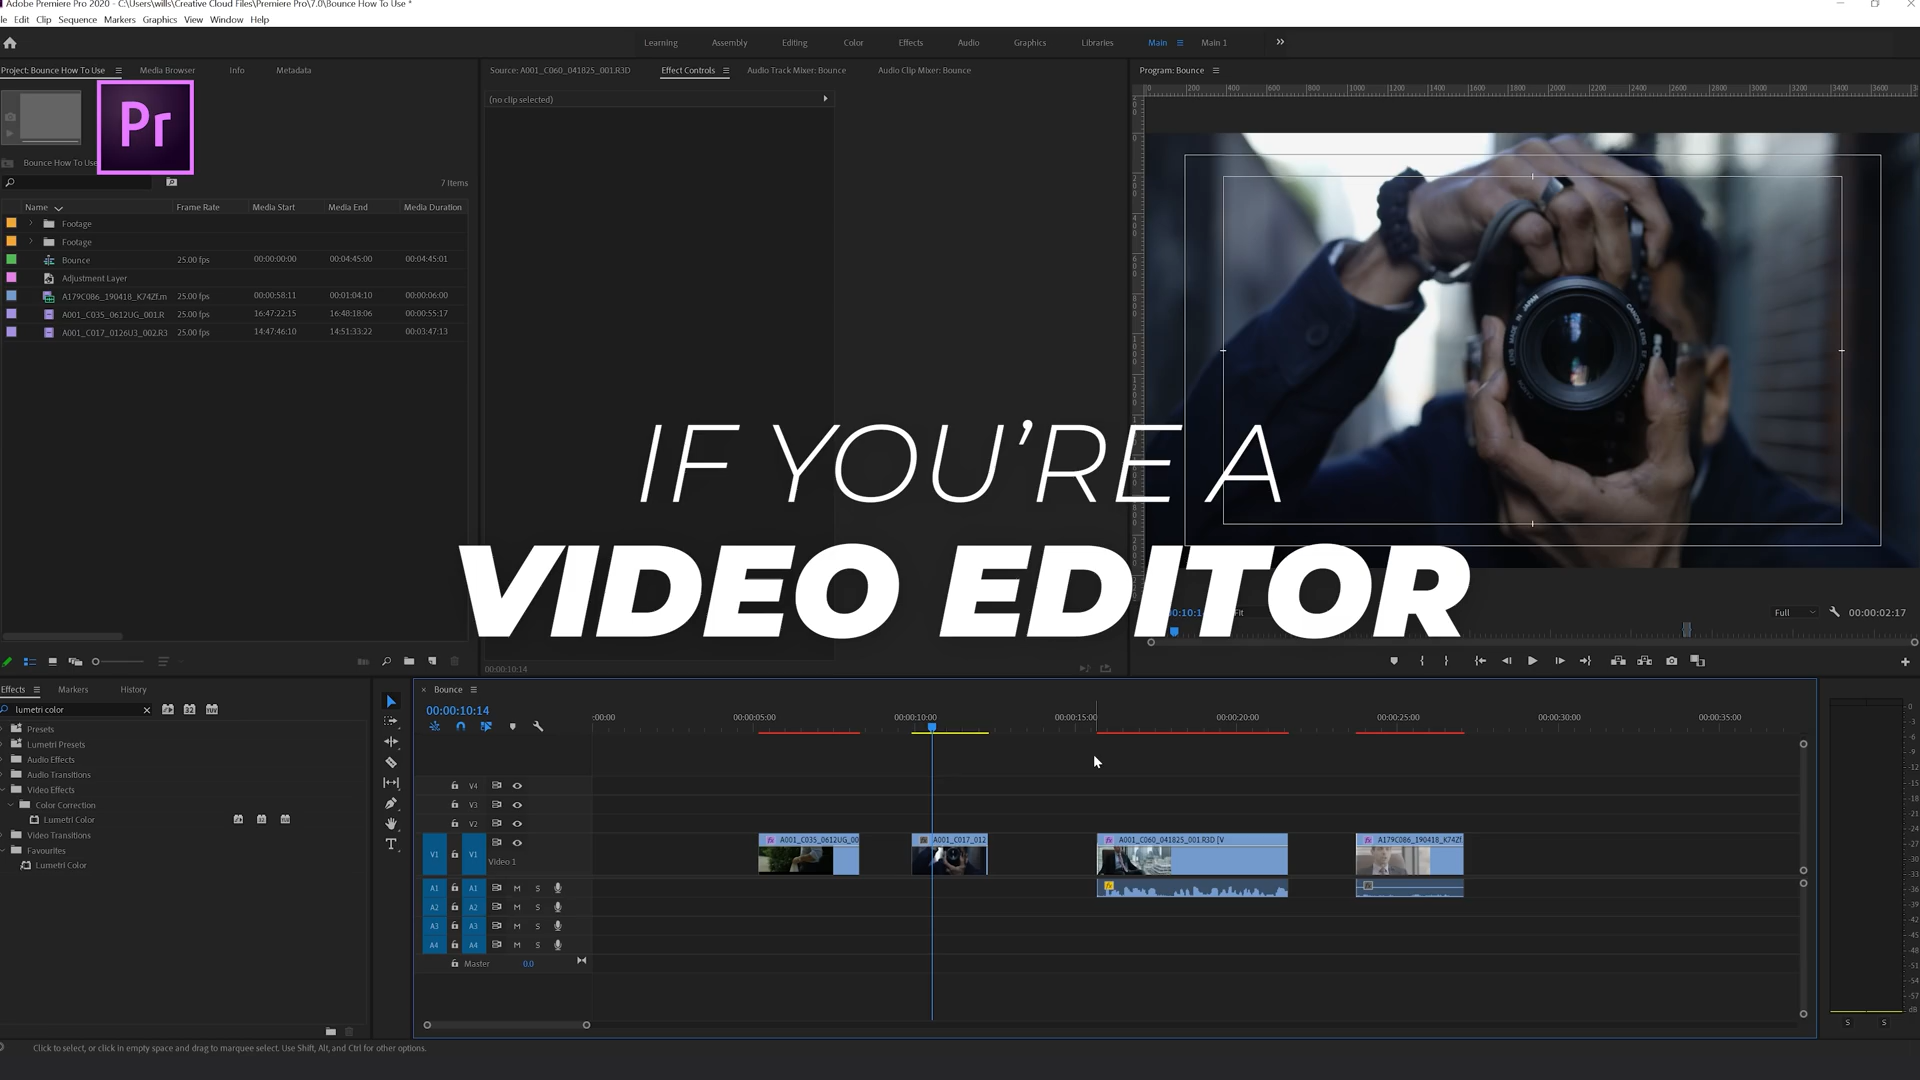 Adobe Premiere Pro 2020 - C:\Users\wills\Creative Cloud Files\Premiere Pro\7.0\Bounce How To Use *
le Edit Clip Sequence Markers Graphics View Window Help
Learning Assembly Editing Color Effects Audio Graphics Libraries Main Main 1
Project: Bounce How To Use Media Browser Info Metadata
Source: A001_C060_041825_001.R3D Effect Controls Audio Track Mixer: Bounce Audio Clip Mixer: Bounce
Program: Bounce
(no clip selected)
Pr
Bounce How To Use
7 Items
Name Frame Rate Media Start Media End Media Duration
Footage
Footage
Bounce 25.00 fps 00:00:00:00 00:04:45:00 00:04:45:01
Adjustment Layer
A179C086_190418_K74Zf.m 25.00 fps 00:00:58:11 00:01:04:10 00:00:06:00
A001_C035_0612UG_001.R 25.00 fps 16:47:22:15 16:48:18:06 00:00:55:17
A001_C017_0126U3_002.R3 25.00 fps 14:47:46:10 14:51:33:22 00:03:47:13
IF YOU'RE A
VIDEO EDITOR
Full 00:00:02:17
00:00:10:14
Effects Markers History
lumetri color
Presets
Lumetri Presets
Audio Effects
Audio Transitions
Video Effects
Color Correction
Lumetri Color
Video Transitions
Favourites
Lumetri Color
Bounce
00:00:10:14
:00:00 00:00:05:00 00:00:10:00 00:00:15:00 00:00:20:00 00:00:25:00 00:00:30:00 00:00:35:00
V4
V3
V2
V1 V1 Video 1
A001_C035_0612UG_00 A001_C017_012 A001_C060_041825_001.R3D [V A179C086_190418_K74Zf
A1 A1 M S
A2 A2 M S
A3 A3 M S
A4 A4 M S
Master 0.0
S S
Click to select, or click in empty space and drag to marquee select. Use Shift, Alt, and Ctrl for other options.